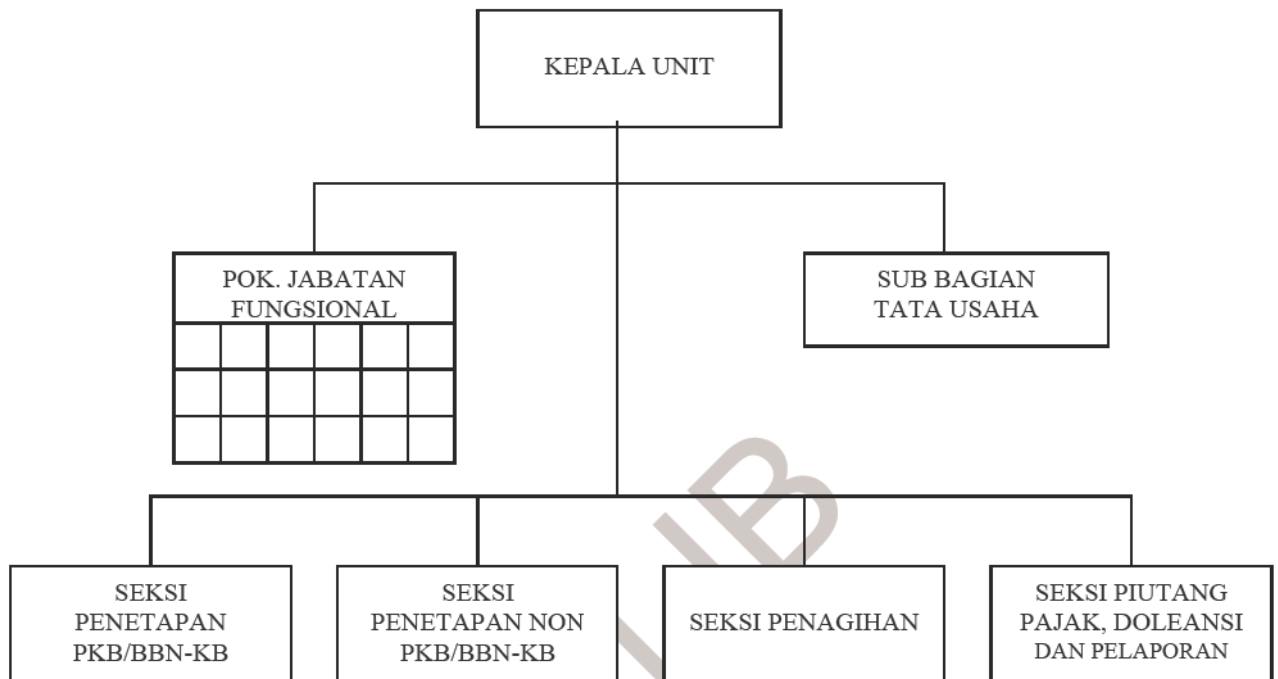 KEPALA UNIT
POK. JABATAN
FUNGSIONAL
SUB BAGIAN
TATA USAHA
SEKSI
PENETAPAN
PKB/BBN-KB
SEKSI
PENETAPAN NON
PKB/BBN-KB
SEKSI PENAGIHAN
SEKSI PIUTANG
PAJAK, DOLEANSI
DAN PELAPORAN